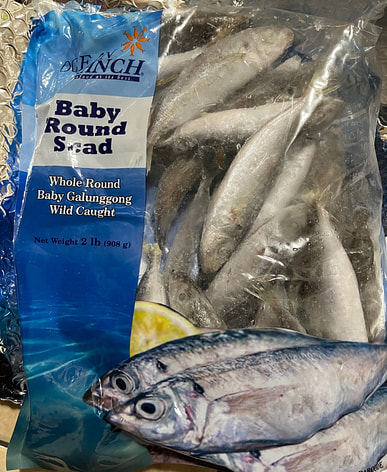 Baby
Round
Scad
Whole Round
Baby Galunggong
Wild Caught
Net Weight 2 lb (908 g)